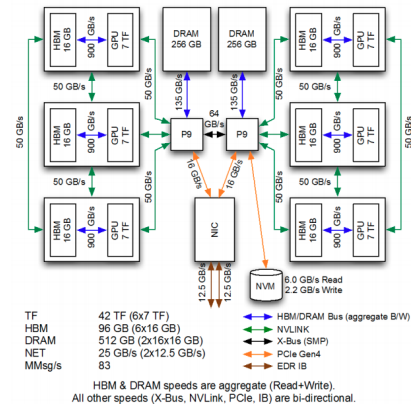 HBM
16 GB
900 GB/s
GPU
7 TF
50 GB/s
HBM
16 GB
900 GB/s
GPU
7 TF
50 GB/s
HBM
16 GB
900 GB/s
GPU
7 TF
50 GB/s
50 GB/s
50 GB/s
DRAM
256 GB
DRAM
256 GB
135 GB/s
135 GB/s
P9
64
GB/s
P9
16 GB/s
16 GB/s
NIC
12.5 GB/s
12.5 GB/s
NVM
6.0 GB/s Read
2.2 GB/s Write
50 GB/s
50 GB/s
HBM
16 GB
900 GB/s
GPU
7 TF
50 GB/s
HBM
16 GB
900 GB/s
GPU
7 TF
50 GB/s
HBM
16 GB
900 GB/s
GPU
7 TF
50 GB/s
TF 42 TF (6x7 TF)
HBM 96 GB (6x16 GB)
DRAM 512 GB (2x16x16 GB)
NET 25 GB/s (2x12.5 GB/s)
MMsg/s 83
HBM/DRAM Bus (aggregate B/W)
NVLINK
X-Bus (SMP)
PCIe Gen4
EDR IB
HBM & DRAM speeds are aggregate (Read+Write).
All other speeds (X-Bus, NVLink, PCIe, IB) are bi-directional.